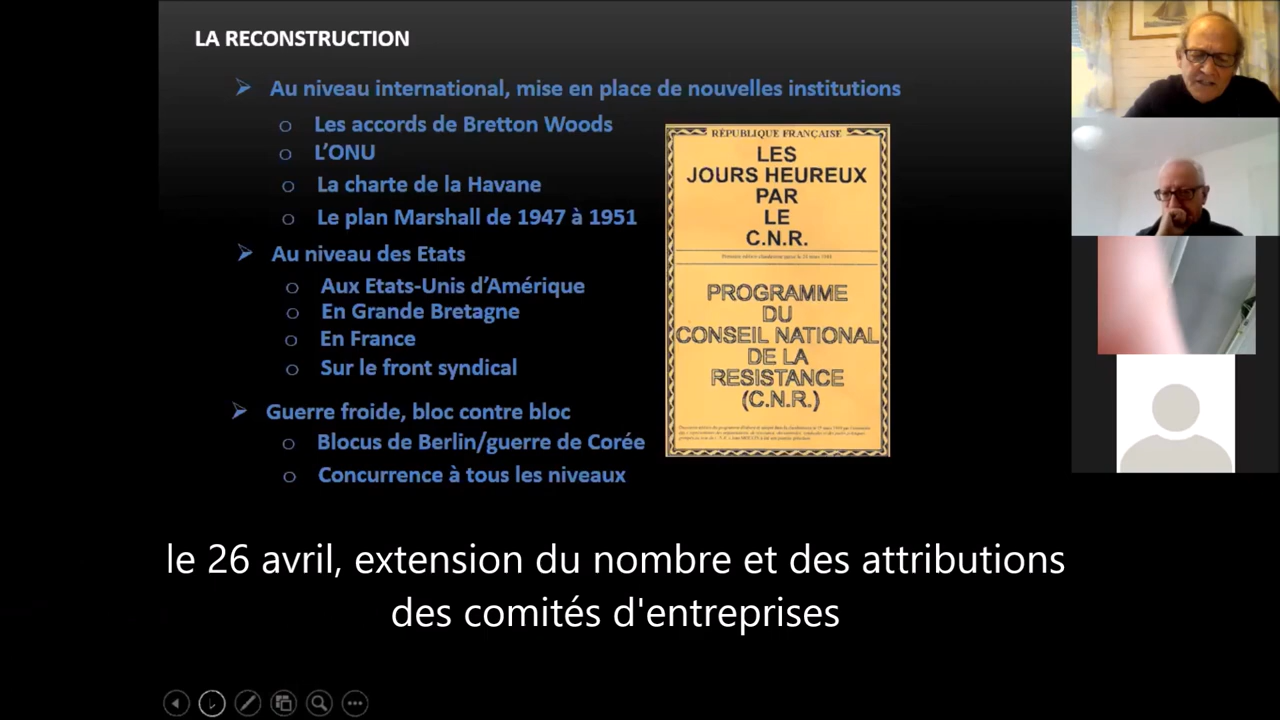 LA RECONSTRUCTION
Au niveau international, mise en place de nouvelles institutions
Les accords de Bretton Woods
L'ONU
La charte de la Havane
Le plan Marshall de 1947 à 1951
Au niveau des Etats
Aux Etats-Unis d'Amérique
En Grande Bretagne
En France
Sur le front syndical
Guerre froide, bloc contre bloc
Blocus de Berlin/guerre de Corée
Concurrence à tous les niveaux
RÉPUBLIQUE FRANÇAISE
LES
JOURS HEUREUX
PAR
LE
C.N.R.
PROGRAMME
DU
CONSEIL NATIONAL
DE LA
RESISTANCE
(C.N.R.)
le 26 avril, extension du nombre et des attributions
des comités d'entreprises